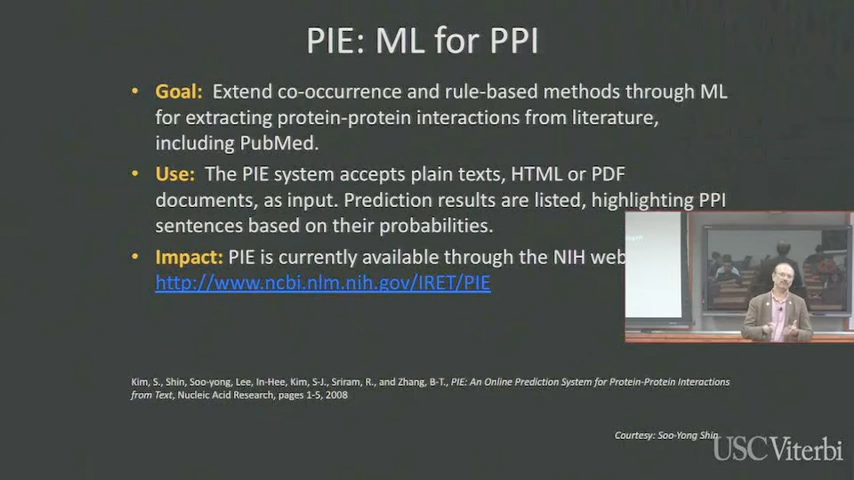 PIE: ML for PPI
• Goal: Extend co-occurrence and rule-based methods through ML
for extracting protein-protein interactions from literature,
including PubMed.
• Use: The PIE system accepts plain texts, HTML or PDF
documents, as input. Prediction results are listed, highlighting PPI
sentences based on their probabilities.
• Impact: PIE is currently available through the NIH web
http://www.ncbi.nlm.nih.gov/IRET/PIE
Kim, S., Shin, Soo-yong, Lee, In-Hee, Kim, S-J., Sriram, R., and Zhang, B-T., PIE: An Online Prediction System for Protein-Protein Interactions
from Text, Nucleic Acid Research, pages 1-5, 2008
Courtesy: Soo-Yong Shin
USC Viterbi